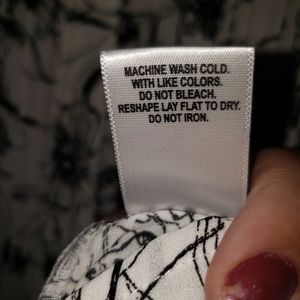 MACHINE WASH COLD.
WITH LIKE COLORS.
DO NOT BLEACH.
RESHAPE LAY FLAT TO DRY.
DO NOT IRON.